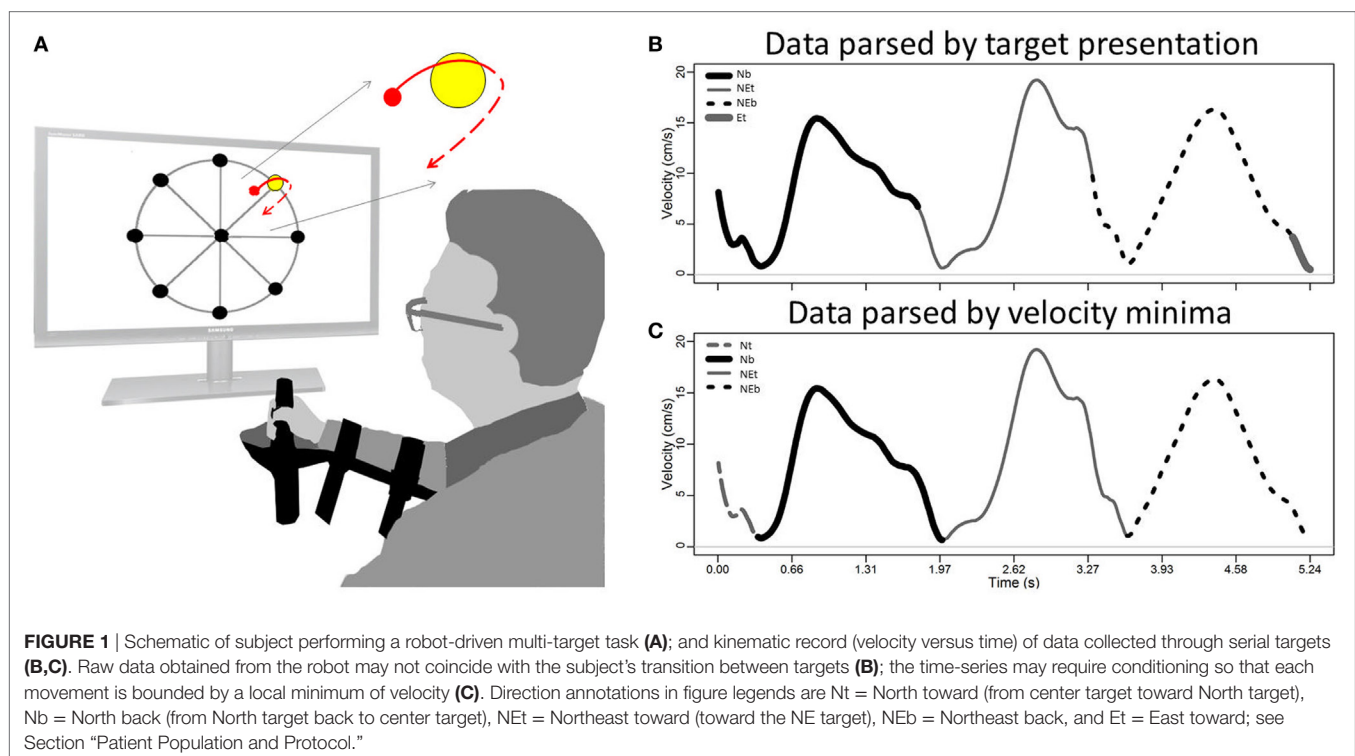 A
SAMSUNG
B
Data parsed by target presentation
Nb
NEt
NEb
Et
Velocity (cm/s)
20
15
10
5
0
Data parsed by velocity minima
C
Nt
Nb
NEt
NEb
Velocity (cm/s)
20
15
10
5
0
0.00 0.66 1.31 1.97 2.62 3.27 3.93 4.58 5.24
Time (s)
FIGURE 1 | Schematic of subject performing a robot-driven multi-target task (A); and kinematic record (velocity versus time) of data collected through serial targets
(B,C). Raw data obtained from the robot may not coincide with the subject's transition between targets (B); the time-series may require conditioning so that each
movement is bounded by a local minimum of velocity (C). Direction annotations in figure legends are Nt = North toward (from center target toward North target),
Nb = North back (from North target back to center target), NEt = Northeast toward (toward the NE target), NEb = Northeast back, and Et = East toward; see
Section "Patient Population and Protocol."